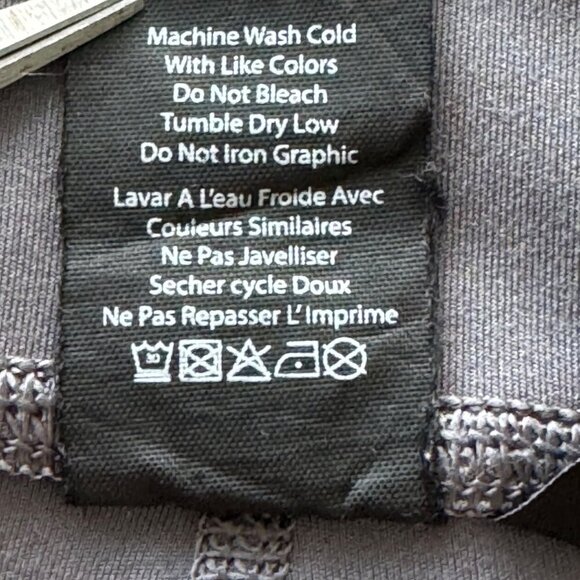 Machine Wash Cold
With Like Colors
Do Not Bleach
Tumble Dry Low
Do Not Iron Graphic
Lavar A L'eau Froide Avec
Couleurs Similaires
Ne Pas Javelliser
Secher cycle Doux
Ne Pas Repasser L' Imprime
30